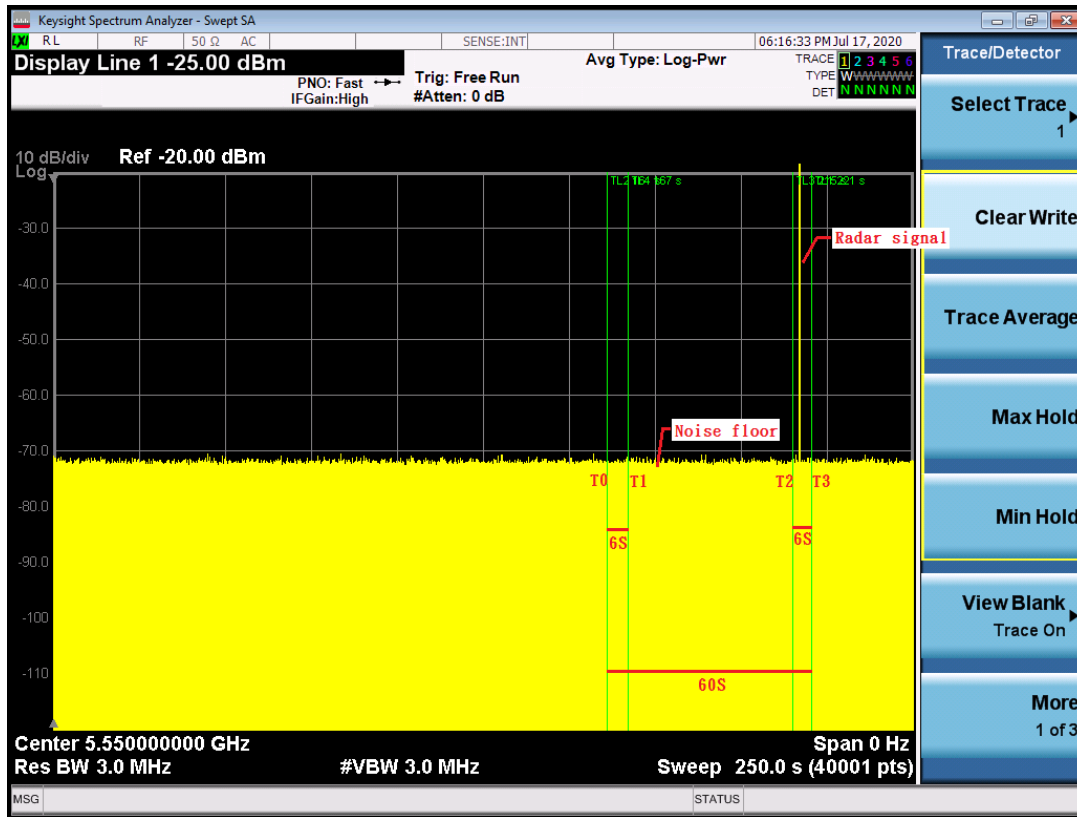 Keysight Spectrum Analyzer - Swept SA
LXI RL RF 50 Ω AC SENSE:INT 06:16:33 PM Jul 17, 2020
Display Line 1 -25.00 dBm
PNO: Fast
IFGain:High
Trig: Free Run
#Atten: 0 dB
Avg Type: Log-Pwr
TRACE 1 2 3 4 5 6
TYPE WWWWWW
DET N N N N N N
10 dB/div Ref -20.00 dBm
Log
-30.0
-40.0
-50.0
-60.0
-70.0
-80.0
-90.0
-100
-110
Radar signal
Noise floor
T0 T1 T2 T3
6S 6S
60S
Center 5.550000000 GHz Span 0 Hz
Res BW 3.0 MHz #VBW 3.0 MHz Sweep 250.0 s (40001 pts)
MSG STATUS
Trace/Detector
Select Trace
1
Clear Write
Trace Average
Max Hold
Min Hold
View Blank
Trace On
More
1 of 3